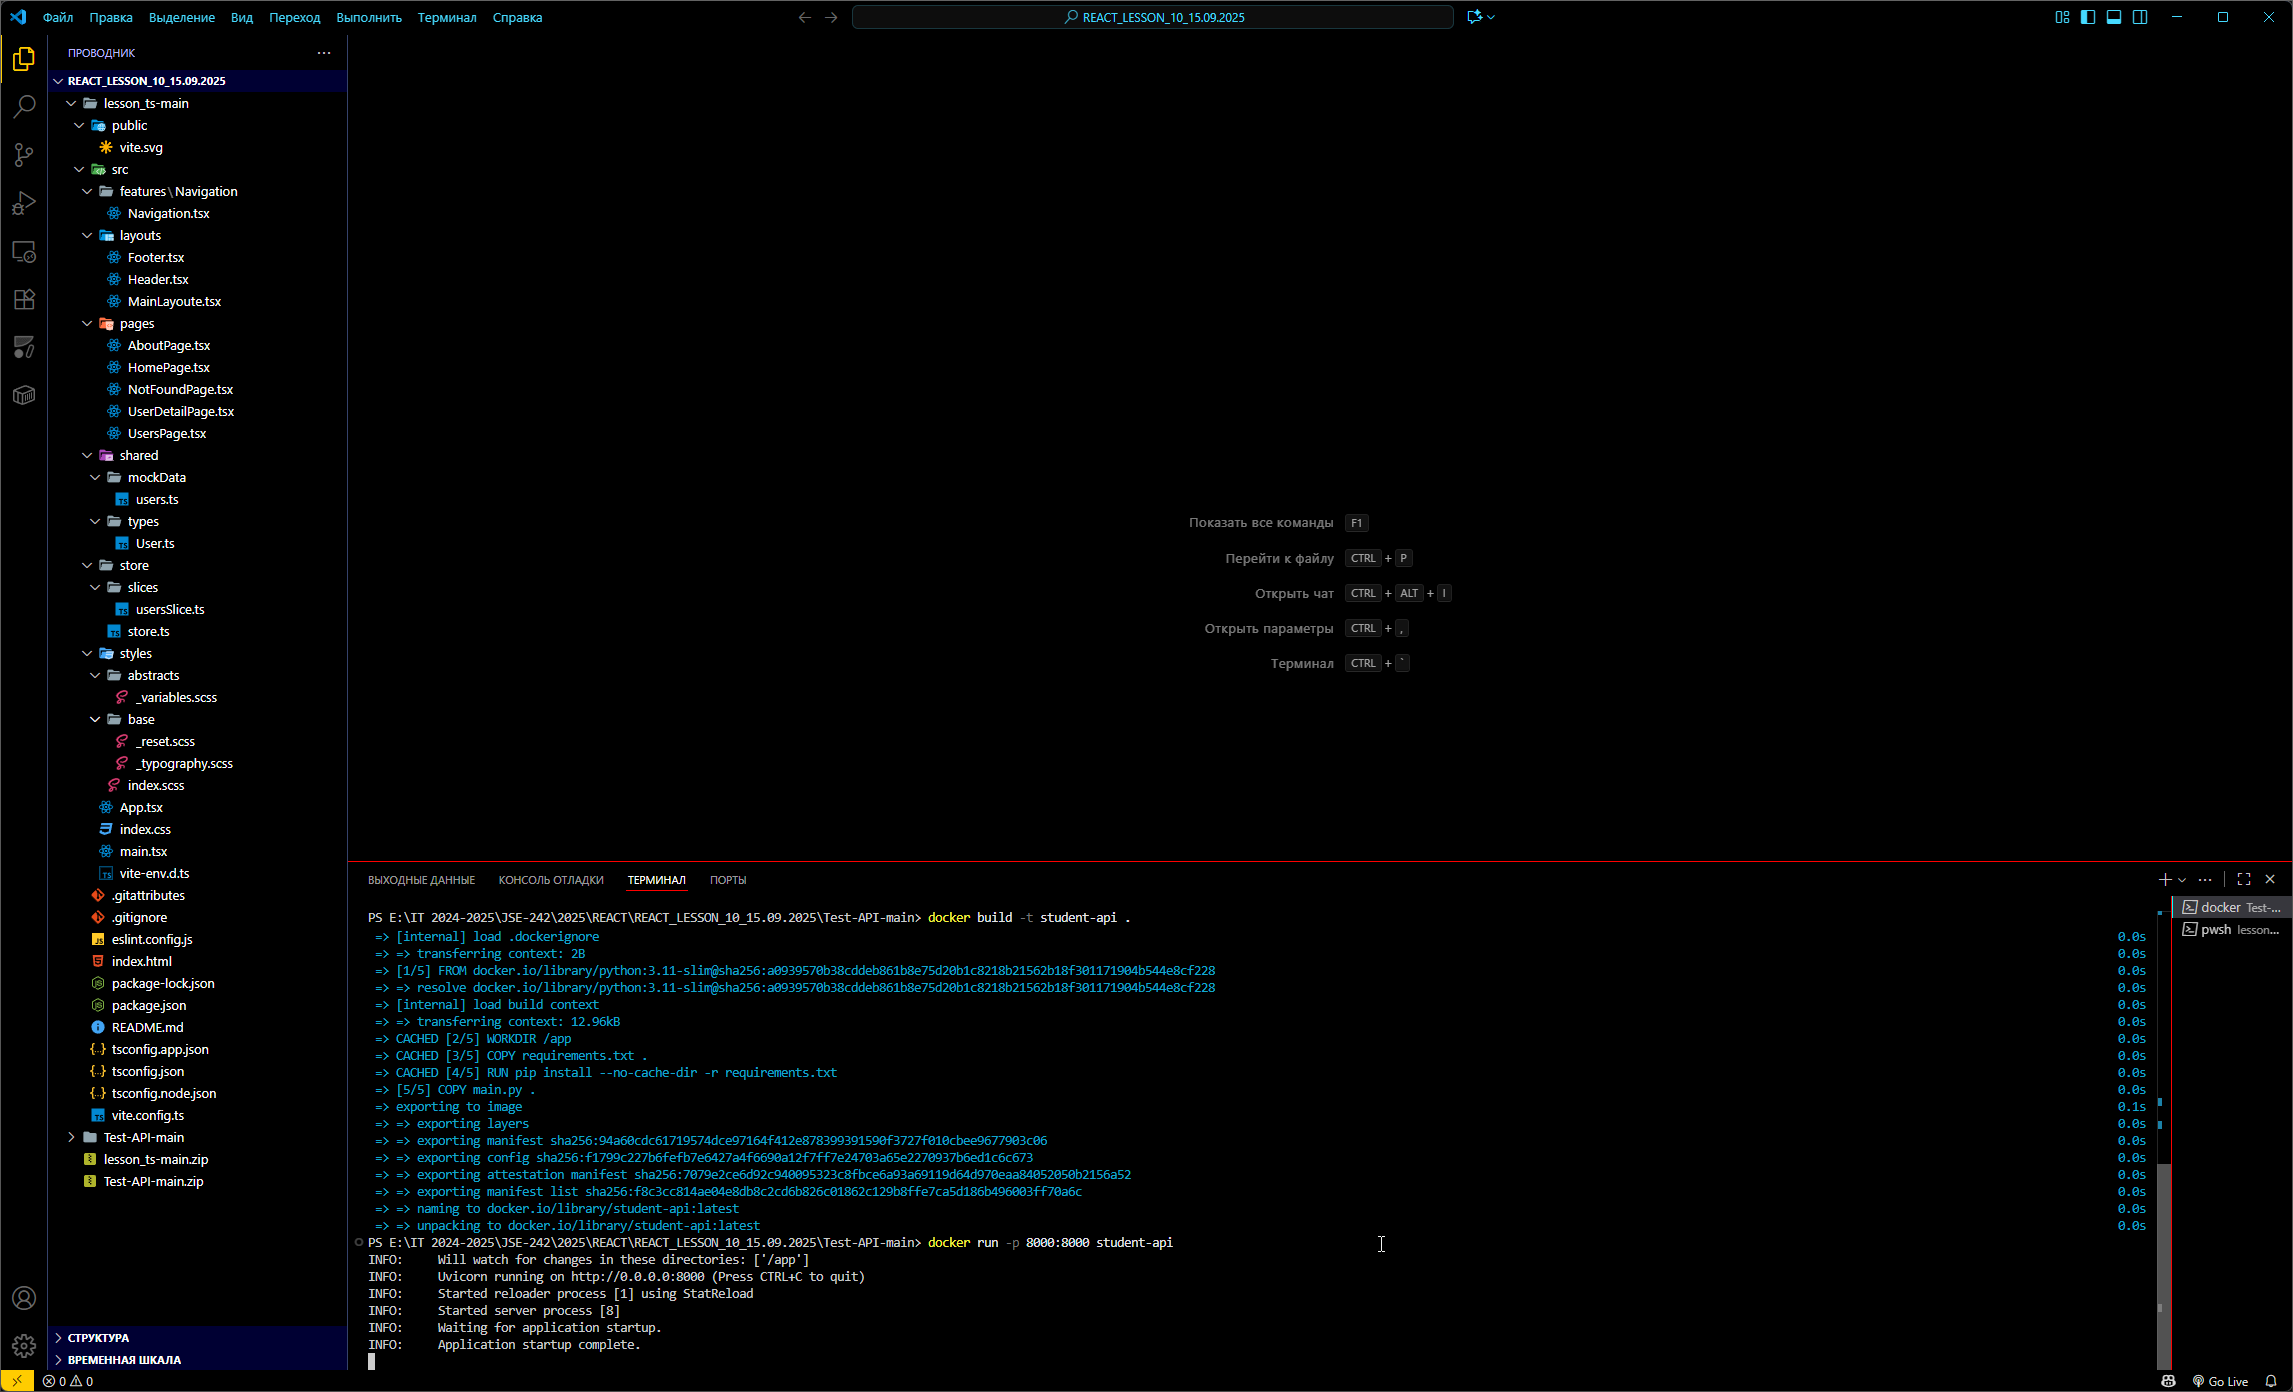 Файл Правка Выделение Вид Переход Выполнить Терминал Справка
REACT_LESSON_10_15.09.2025
ПРОВОДНИК
REACT_LESSON_10_15.09.2025
lesson_ts-main
public
vite.svg
src
features\Navigation
Navigation.tsx
layouts
Footer.tsx
Header.tsx
MainLayoute.tsx
pages
AboutPage.tsx
HomePage.tsx
NotFoundPage.tsx
UserDetailPage.tsx
UsersPage.tsx
shared
mockData
users.ts
types
User.ts
store
slices
usersSlice.ts
store.ts
styles
abstracts
_variables.scss
base
_reset.scss
_typography.scss
index.scss
App.tsx
index.css
main.tsx
vite-env.d.ts
.gitattributes
.gitignore
eslint.config.js
index.html
package-lock.json
package.json
README.md
tsconfig.app.json
tsconfig.json
tsconfig.node.json
vite.config.ts
Test-API-main
lesson_ts-main.zip
Test-API-main.zip
СТРУКТУРА
ВРЕМЕННАЯ ШКАЛА
Показать все команды F1
Перейти к файлу CTRL + P
Открыть чат CTRL + ALT + I
Открыть параметры CTRL + ,
Терминал CTRL + `
ВЫХОДНЫЕ ДАННЫЕ КОНСОЛЬ ОТЛАДКИ ТЕРМИНАЛ ПОРТЫ
PS E:\IT 2024-2025\JSE-242\2025\REACT\REACT_LESSON_10_15.09.2025\Test-API-main> docker build -t student-api .
=> [internal] load .dockerignore 0.0s
=> => transferring context: 2B 0.0s
=> [1/5] FROM docker.io/library/python:3.11-slim@sha256:a0939570b38cddeb861b8e75d20b1c8218b21562b18f301171904b544e8cf228 0.0s
=> => resolve docker.io/library/python:3.11-slim@sha256:a0939570b38cddeb861b8e75d20b1c8218b21562b18f301171904b544e8cf228 0.0s
=> [internal] load build context 0.0s
=> => transferring context: 12.96kB 0.0s
=> CACHED [2/5] WORKDIR /app 0.0s
=> CACHED [3/5] COPY requirements.txt . 0.0s
=> CACHED [4/5] RUN pip install --no-cache-dir -r requirements.txt 0.0s
=> [5/5] COPY main.py . 0.0s
=> exporting to image 0.1s
=> => exporting layers 0.0s
=> => exporting manifest sha256:94a60cdc61719574dce97164f412e878399391590f3727f010cbee9677903c06 0.0s
=> => exporting config sha256:f1799c227b6fefb7e6427a4f6690a12f7ff7e24703a65e2270937b6ed1c6c673 0.0s
=> => exporting attestation manifest sha256:7079e2ce6d92c940095323c8fbce6a93a69119d64d970eaa84052050b2156a52 0.0s
=> => exporting manifest list sha256:f8c3cc814ae04e8db8c2cd6b826c01862c129b8ffe7ca5d186b496003ff70a6c 0.0s
=> => naming to docker.io/library/student-api:latest 0.0s
=> => unpacking to docker.io/library/student-api:latest 0.0s
PS E:\IT 2024-2025\JSE-242\2025\REACT\REACT_LESSON_10_15.09.2025\Test-API-main> docker run -p 8000:8000 student-api
INFO: Will watch for changes in these directories: ['/app']
INFO: Uvicorn running on http://0.0.0.0:8000 (Press CTRL+C to quit)
INFO: Started reloader process [1] using StatReload
INFO: Started server process [8]
INFO: Waiting for application startup.
INFO: Application startup complete.
docker Test-...
pwsh lesson...
0 0
Go Live